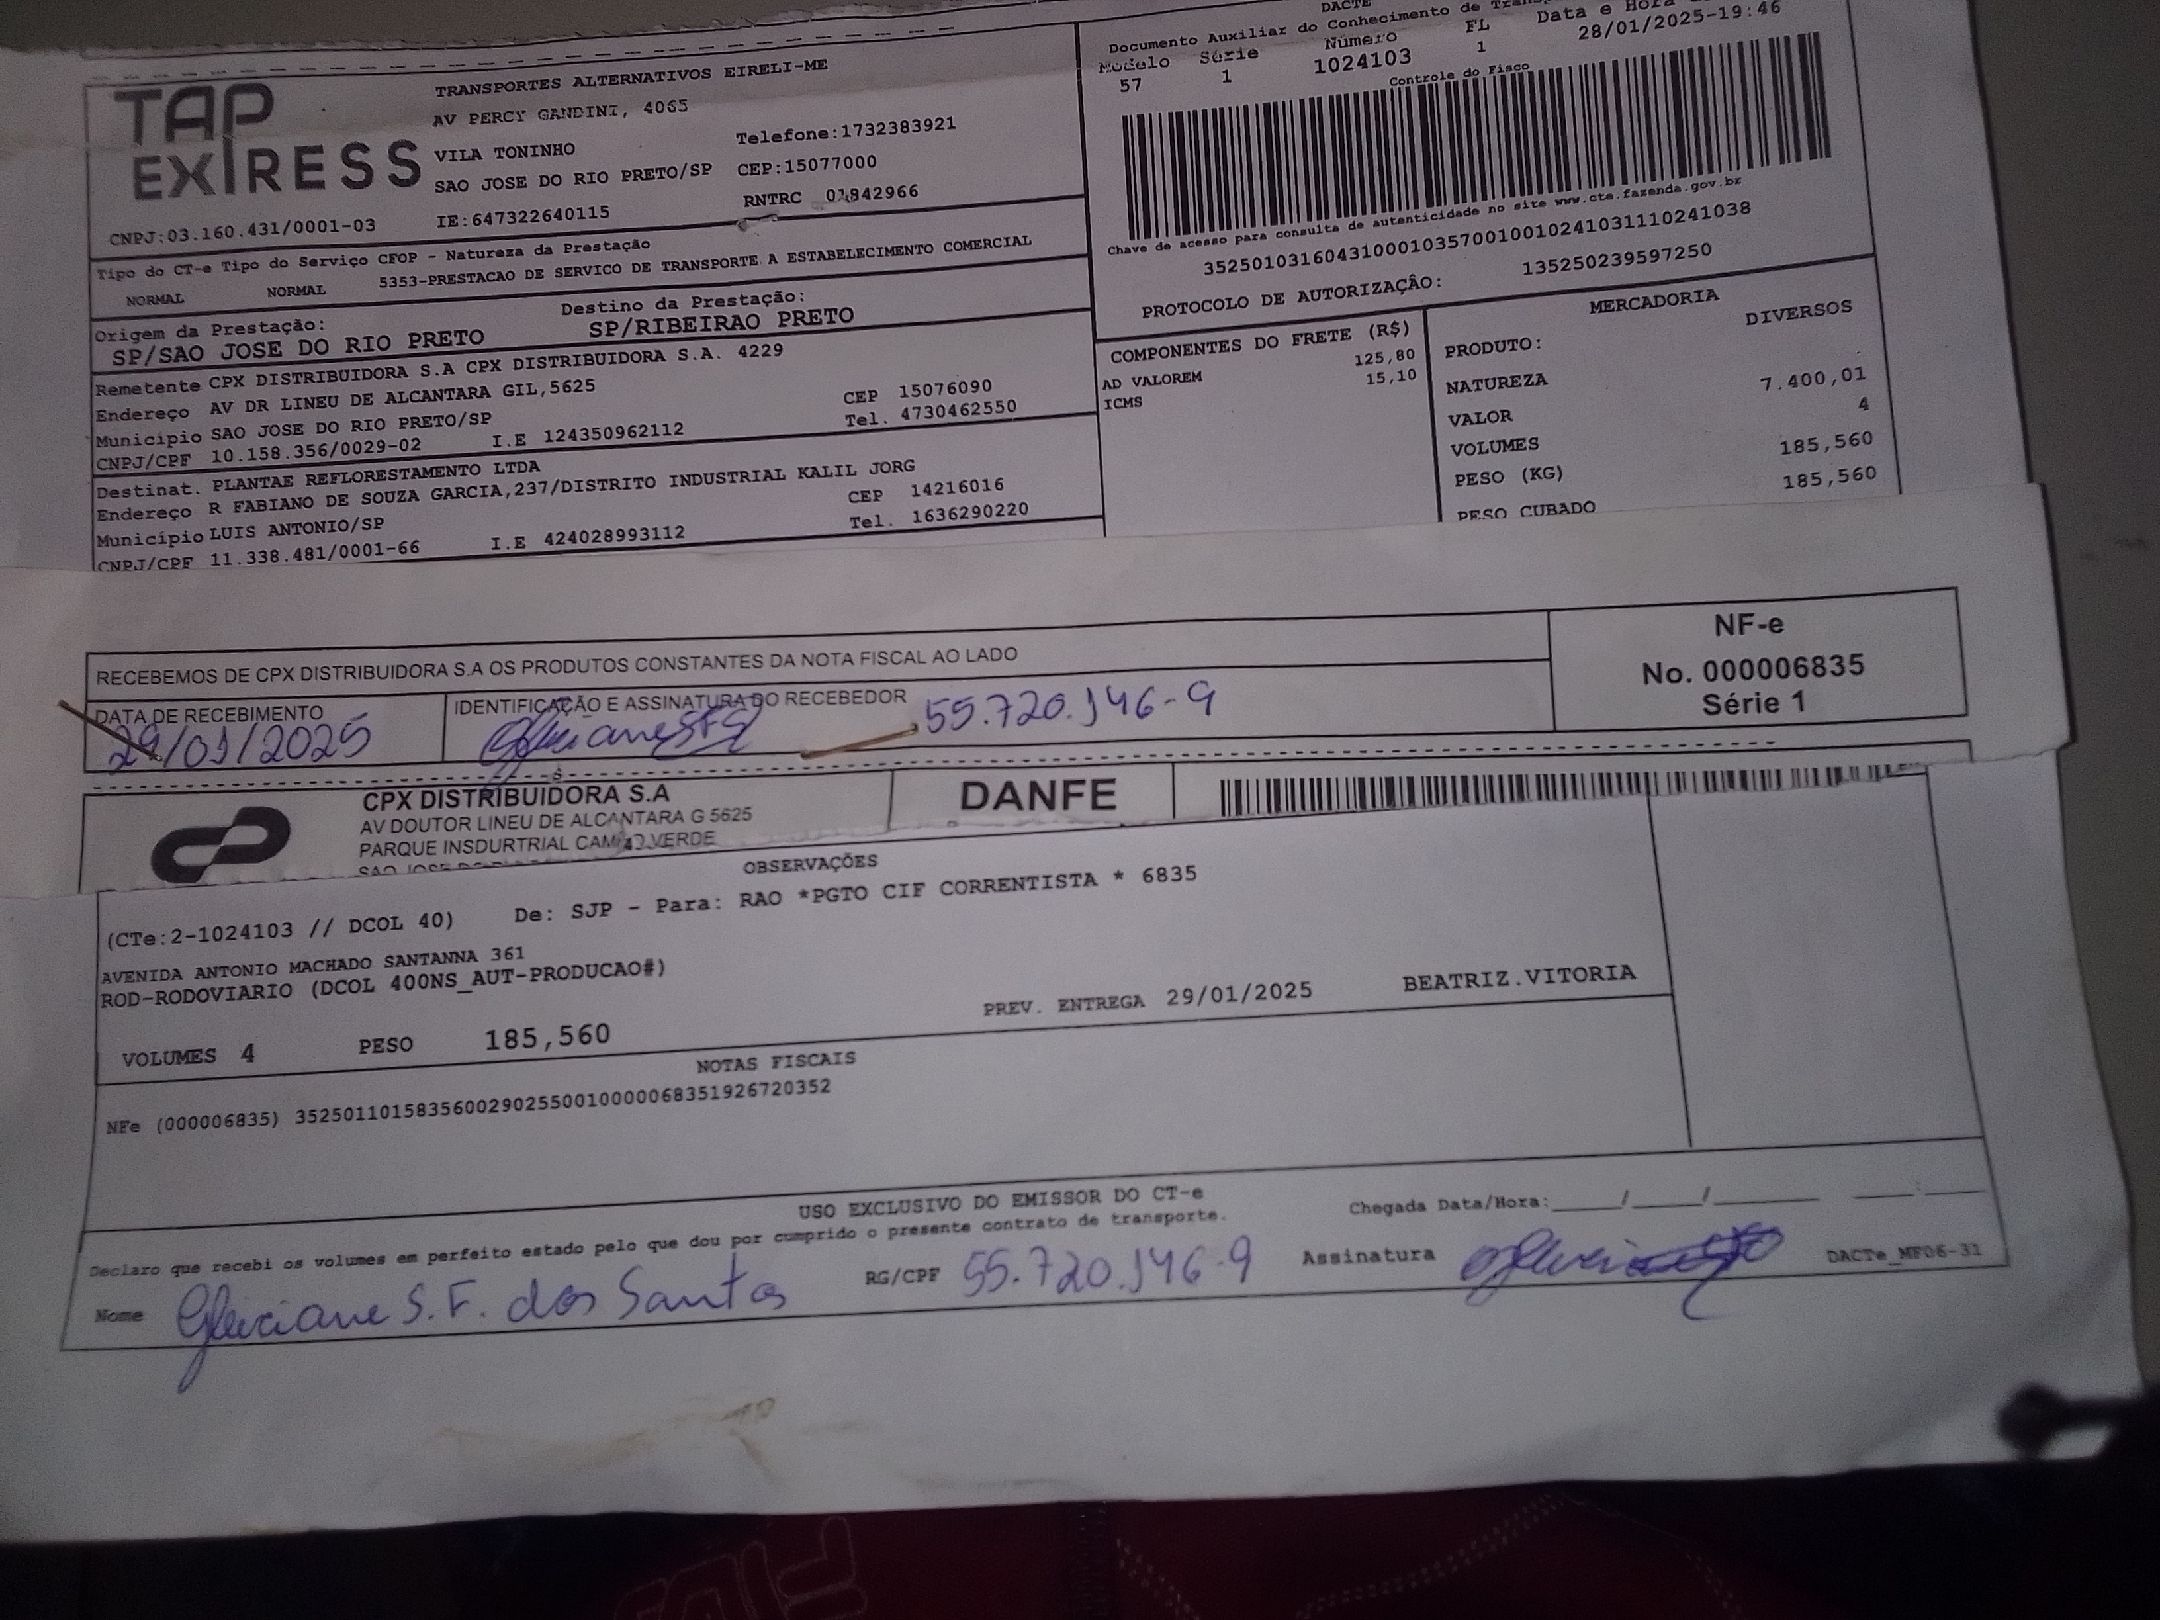 DACTE
Documento Auxiliar do Conhecimento de
Modelo Série Número FL Data e Hora
57 1 1024103 1 28/01/2025-19:46
Controle do Fisco
TAP EXPRESS
TRANSPORTES ALTERNATIVOS EIRELI-ME
AV PERCY GANDINI, 4065
VILA TONINHO Telefone:1732383921
SAO JOSE DO RIO PRETO/SP CEP:15077000
CNPJ:03.160.431/0001-03 IE:647322640115 RNTRC 01842966
Chave de acesso para consulta de autenticidade no site www.cte.fazenda.gov.br
35250103160431000103570010010241031110241038
PROTOCOLO DE AUTORIZAÇÃO: 135250239597250
Tipo do CT-e Tipo do Serviço CFOP - Natureza da Prestação
NORMAL NORMAL 5353-PRESTACAO DE SERVICO DE TRANSPORTE A ESTABELECIMENTO COMERCIAL
Origem da Prestação: Destino da Prestação:
SP/SAO JOSE DO RIO PRETO SP/RIBEIRAO PRETO
Remetente CPX DISTRIBUIDORA S.A CPX DISTRIBUIDORA S.A. 4229
Endereço AV DR LINEU DE ALCANTARA GIL,5625 CEP 15076090
Município SAO JOSE DO RIO PRETO/SP Tel. 4730462550
CNPJ/CPF 10.158.356/0029-02 I.E 124350962112
Destinat. PLANTAE REFLORESTAMENTO LTDA
Endereço R FABIANO DE SOUZA GARCIA,237/DISTRITO INDUSTRIAL KALIL JORG
Município LUIS ANTONIO/SP CEP 14216016
CNPJ/CPF 11.338.481/0001-66 I.E 424028993112 Tel. 1636290220
COMPONENTES DO FRETE (R$)
AD VALOREM 125,80
ICMS 15,10
MERCADORIA
PRODUTO: DIVERSOS
NATUREZA
VALOR 7.400,01
VOLUMES 4
PESO (KG) 185,560
PESO CUBADO 185,560
RECEBEMOS DE CPX DISTRIBUIDORA S.A OS PRODUTOS CONSTANTES DA NOTA FISCAL AO LADO
NF-e
No. 000006835
Série 1
DATA DE RECEBIMENTO IDENTIFICAÇÃO E ASSINATURA DO RECEBEDOR
29/01/2025 55.720.146-9
CPX DISTRIBUIDORA S.A
AV DOUTOR LINEU DE ALCANTARA G 5625
PARQUE INSDURTRIAL CAMPO VERDE
DANFE
OBSERVAÇÕES
(CTe:2-1024103 // DCOL 40) De: SJP - Para: RAO *PGTO CIF CORRENTISTA * 6835
AVENIDA ANTONIO MACHADO SANTANNA 361
ROD-RODOVIARIO (DCOL 400NS_AUT-PRODUCAO#)
PREV. ENTREGA 29/01/2025 BEATRIZ.VITORIA
VOLUMES 4 PESO 185,560
NOTAS FISCAIS
NFe (000006835) 35250110158356002902550010000068351926720352
USO EXCLUSIVO DO EMISSOR DO CT-e
Declaro que recebi os volumes em perfeito estado pelo que dou por cumprido o presente contrato de transporte.
Chegada Data/Hora:____/____/____ ___:___
Nome Gleiciane S. F. dos Santos RG/CPF 55.720.146-9 Assinatura DACTe_MF06-31